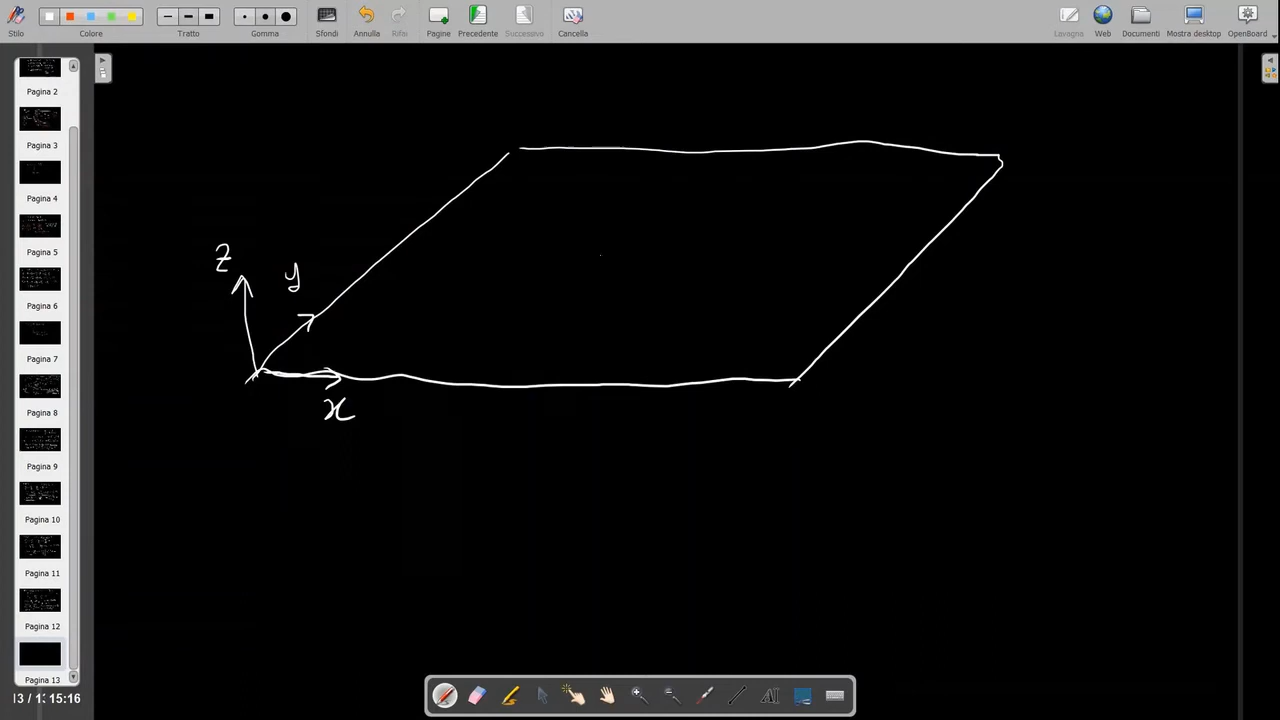 Stilo Colore Tratto Gomma Sfondi Annulla Rifai Pagine Precedente Successivo Cancella Lavagna Web Documenti Mostra desktop OpenBoard
Pagina 2
Pagina 3
Pagina 4
Pagina 5
Pagina 6
Pagina 7
Pagina 8
Pagina 9
Pagina 10
Pagina 11
Pagina 12
Pagina 13
15:16
z
y
x
AI